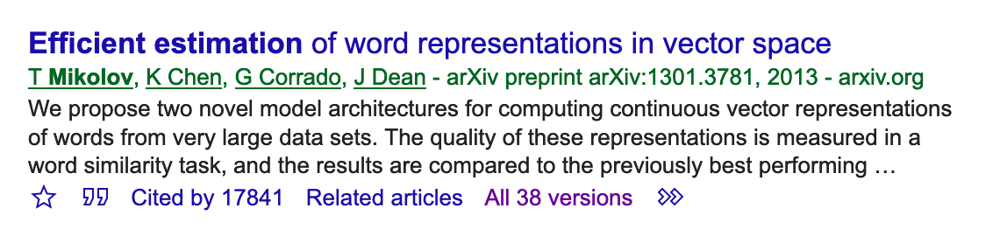 Efficient estimation of word representations in vector space
T Mikolov, K Chen, G Corrado, J Dean - arXiv preprint arXiv:1301.3781, 2013 - arxiv.org
We propose two novel model architectures for computing continuous vector representations
of words from very large data sets. The quality of these representations is measured in a
word similarity task, and the results are compared to the previously best performing …
Cited by 17841 Related articles All 38 versions